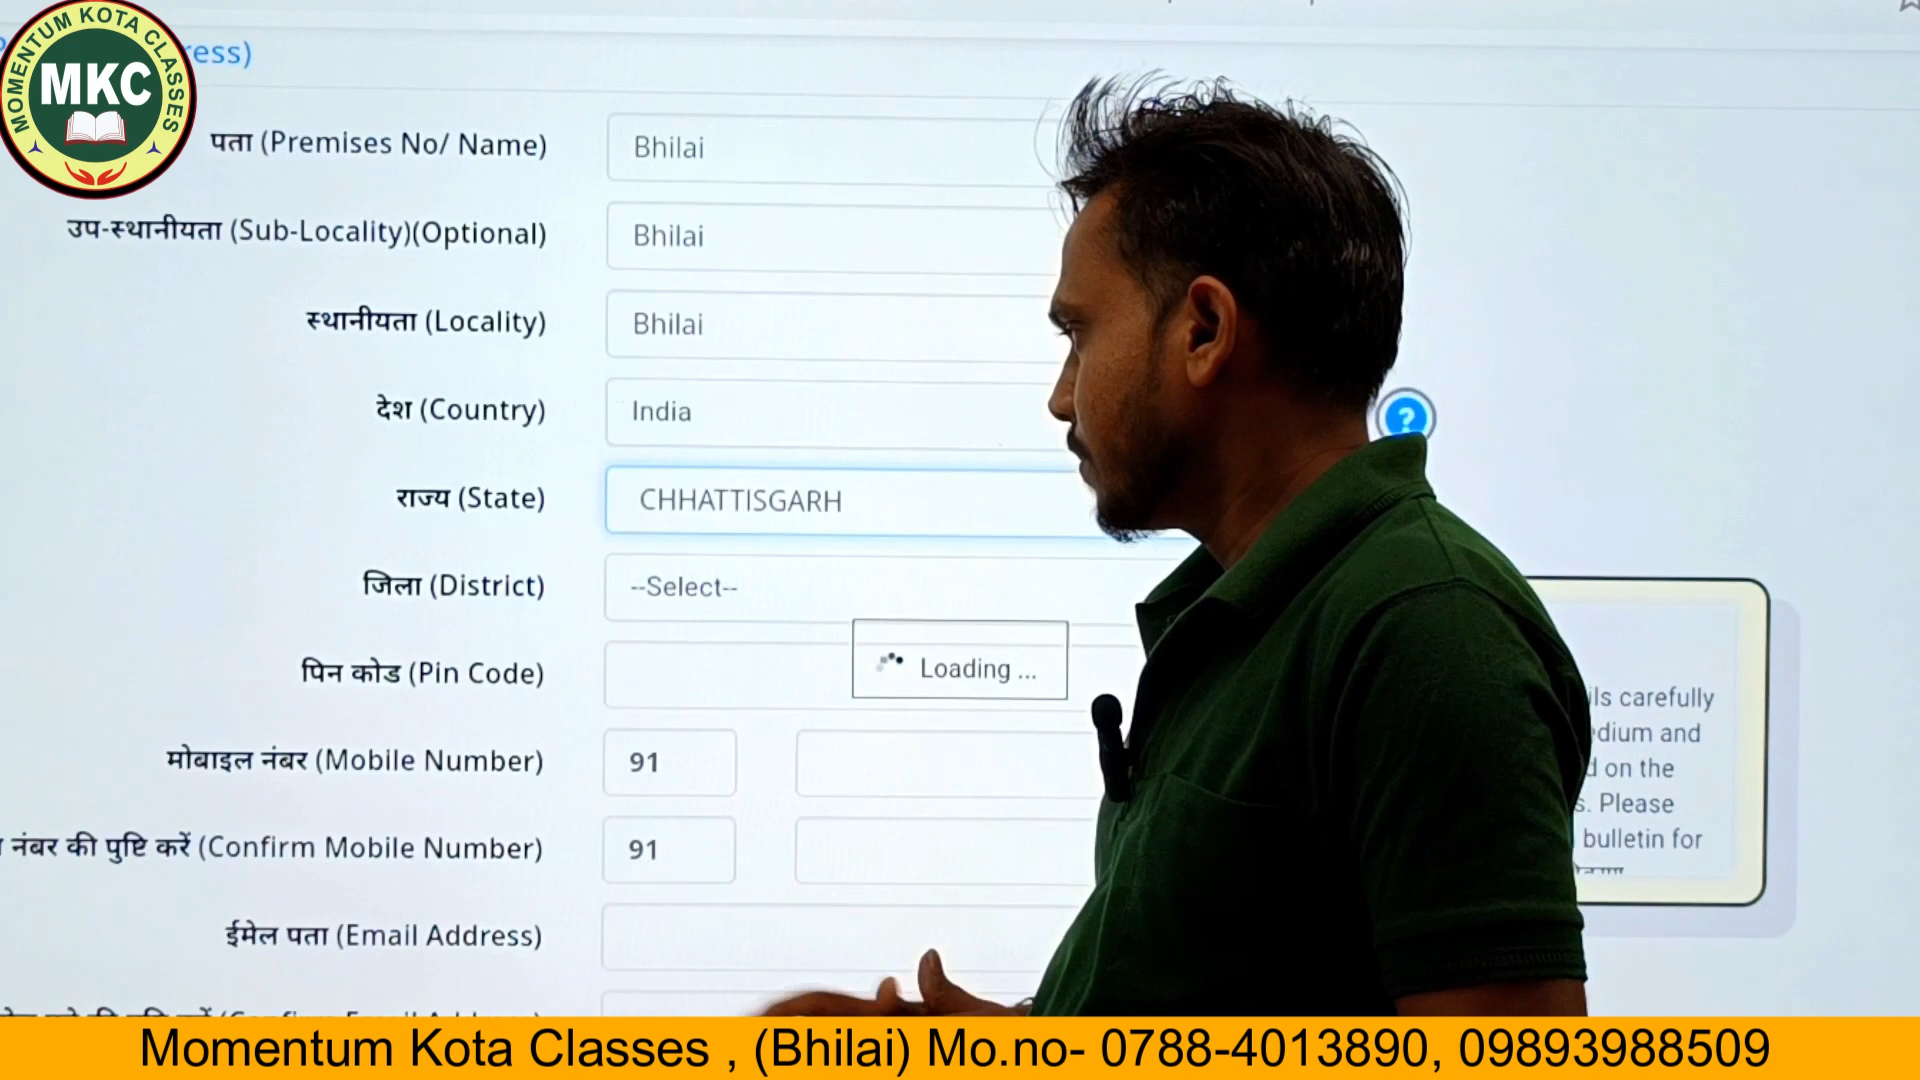 MOMENTUM KOTA CLASSES
MKC
ress)
पता (Premises No/ Name)
Bhilai
उप-स्थानीयता (Sub-Locality)(Optional)
Bhilai
स्थानीयता (Locality)
Bhilai
देश (Country)
India
?
राज्य (State)
CHHATTISGARH
जिला (District)
--Select--
पिन कोड (Pin Code)
Loading ...
मोबाइल नंबर (Mobile Number)
91
नंबर की पुष्टि करें (Confirm Mobile Number)
91
ईमेल पता (Email Address)
ils carefully
dium and
d on the
s. Please
bulletin for
Momentum Kota Classes , (Bhilai) Mo.no- 0788-4013890, 09893988509